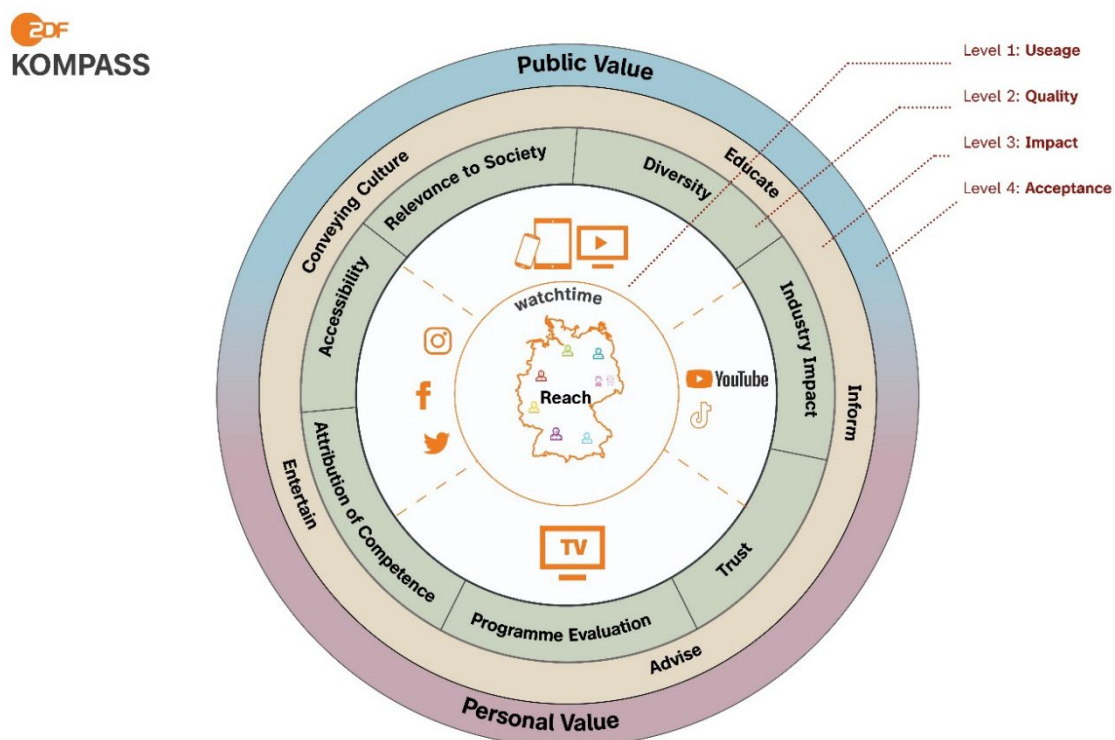 ZDF
KOMPASS
Level 1: Useage
Level 2: Quality
Level 3: Impact
Level 4: Acceptance
Public Value
Conveying Culture
Educate
Inform
Advise
Entertain
Relevance to Society
Diversity
Industry Impact
Trust
Programme Evaluation
Attribution of Competence
Accessibility
watchtime
Reach
YouTube
TV
Personal Value